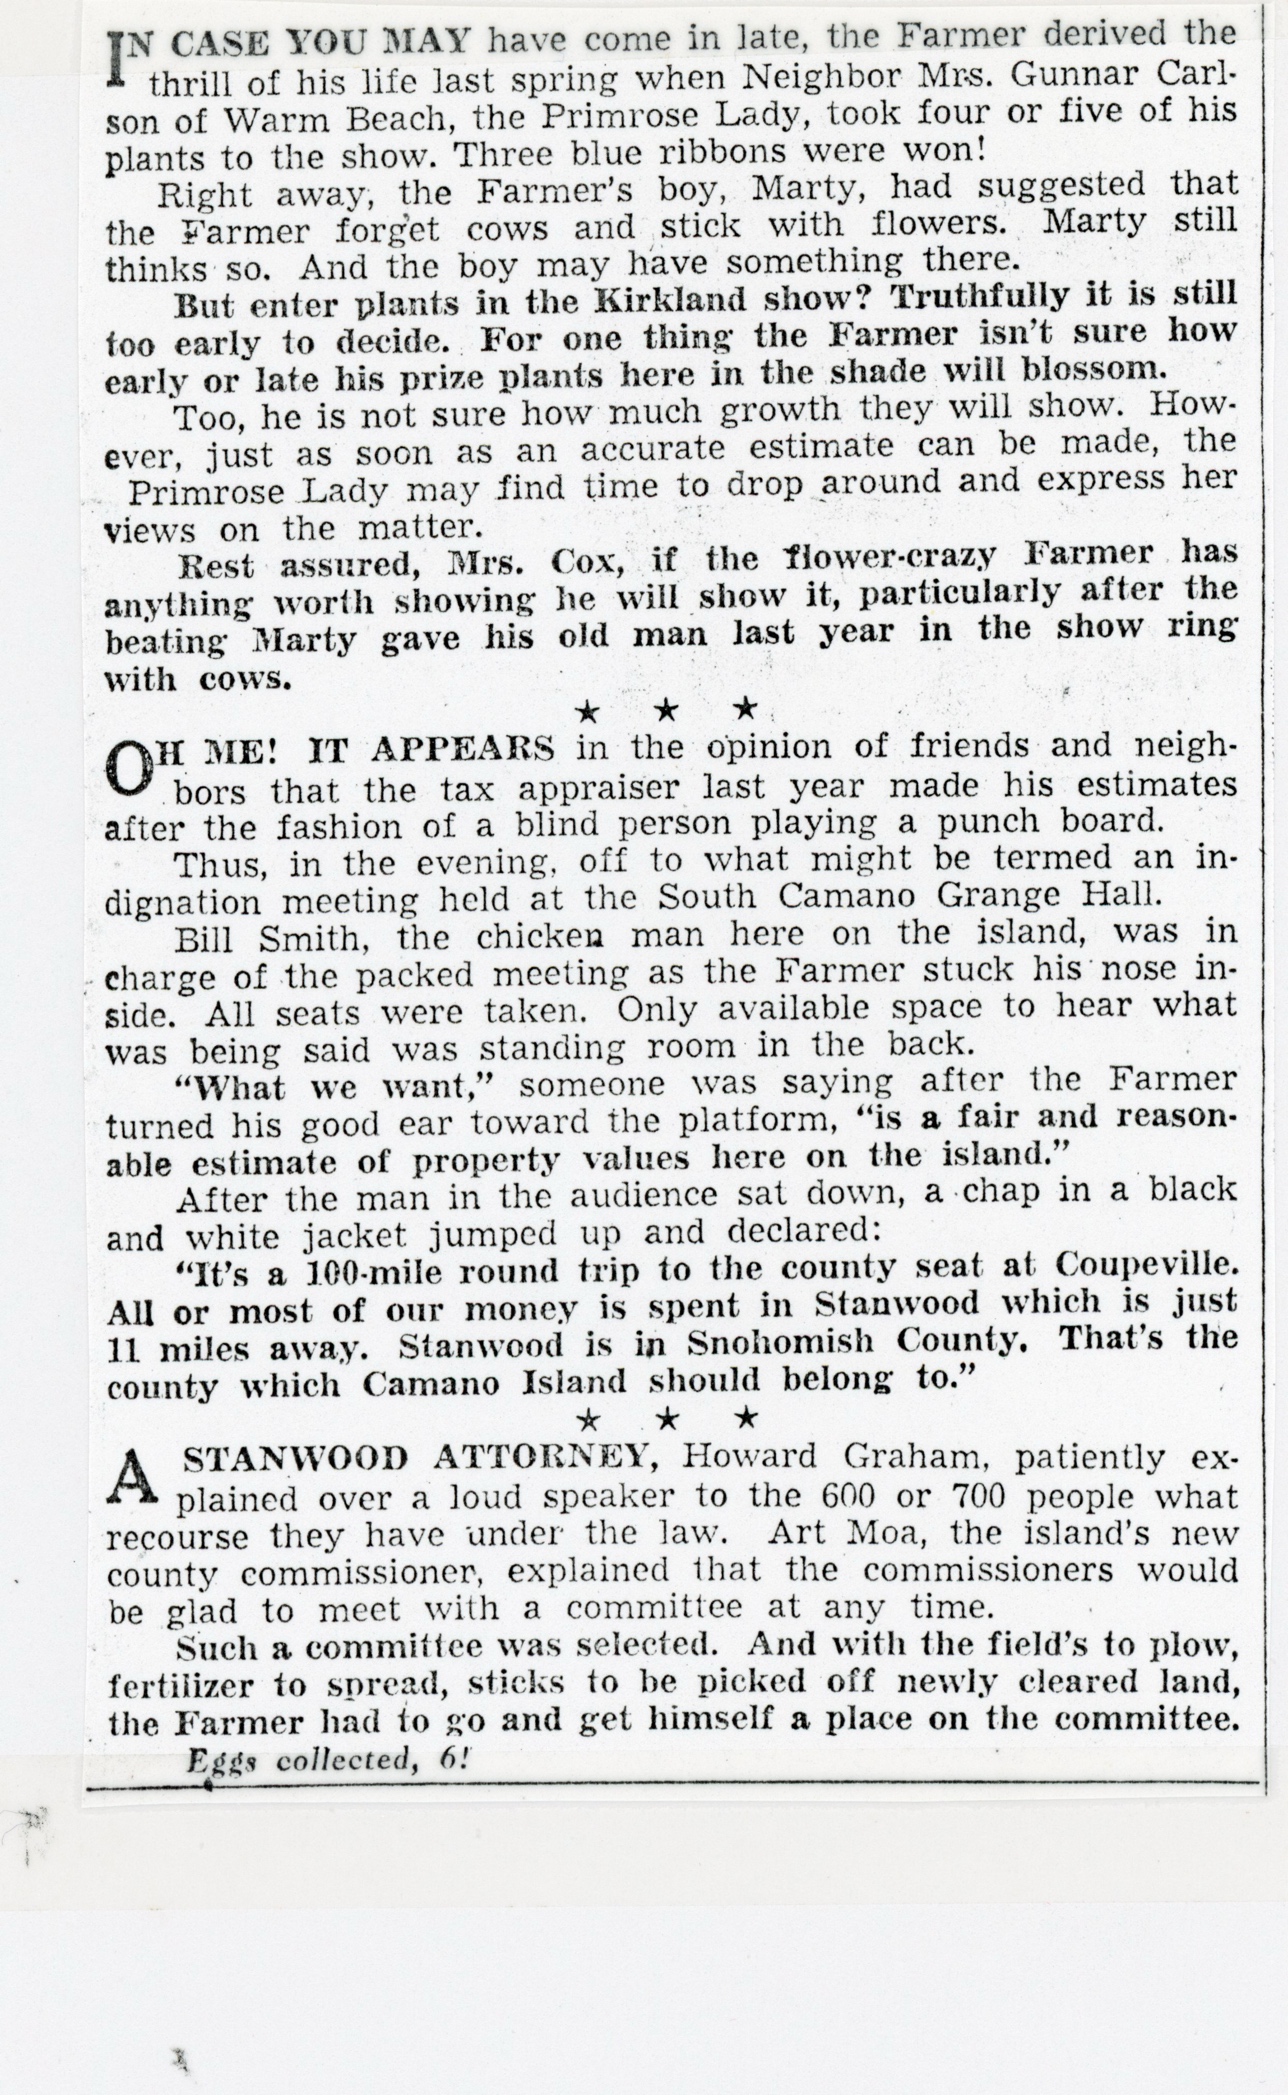 IN CASE YOU MAY have come in late, the Farmer derived the
thrill of his life last spring when Neighbor Mrs. Gunnar Carl-
son of Warm Beach, the Primrose Lady, took four or five of his
plants to the show. Three blue ribbons were won!
Right away, the Farmer's boy, Marty, had suggested that
the Farmer forget cows and stick with flowers. Marty still
thinks so. And the boy may have something there.
But enter plants in the Kirkland show? Truthfully it is still
too early to decide. For one thing the Farmer isn't sure how
early or late his prize plants here in the shade will blossom.
Too, he is not sure how much growth they will show. How-
ever, just as soon as an accurate estimate can be made, the
Primrose Lady may find time to drop around and express her
views on the matter.
Rest assured, Mrs. Cox, if the flower-crazy Farmer has
anything worth showing he will show it, particularly after the
beating Marty gave his old man last year in the show ring
with cows.
★ ★ ★
OH ME! IT APPEARS in the opinion of friends and neigh-
bors that the tax appraiser last year made his estimates
after the fashion of a blind person playing a punch board.
Thus, in the evening, off to what might be termed an in-
dignation meeting held at the South Camano Grange Hall.
Bill Smith, the chicken man here on the island, was in
charge of the packed meeting as the Farmer stuck his nose in-
side. All seats were taken. Only available space to hear what
was being said was standing room in the back.
"What we want," someone was saying after the Farmer
turned his good ear toward the platform, "is a fair and reason-
able estimate of property values here on the island."
After the man in the audience sat down, a chap in a black
and white jacket jumped up and declared:
"It's a 100-mile round trip to the county seat at Coupeville.
All or most of our money is spent in Stanwood which is just
11 miles away. Stanwood is in Snohomish County. That's the
county which Camano Island should belong to."
★ ★ ★
A STANWOOD ATTORNEY, Howard Graham, patiently ex-
plained over a loud speaker to the 600 or 700 people what
recourse they have under the law. Art Moa, the island's new
county commissioner, explained that the commissioners would
be glad to meet with a committee at any time.
Such a committee was selected. And with the field's to plow,
fertilizer to spread, sticks to be picked off newly cleared land,
the Farmer had to go and get himself a place on the committee.
Eggs collected, 6!